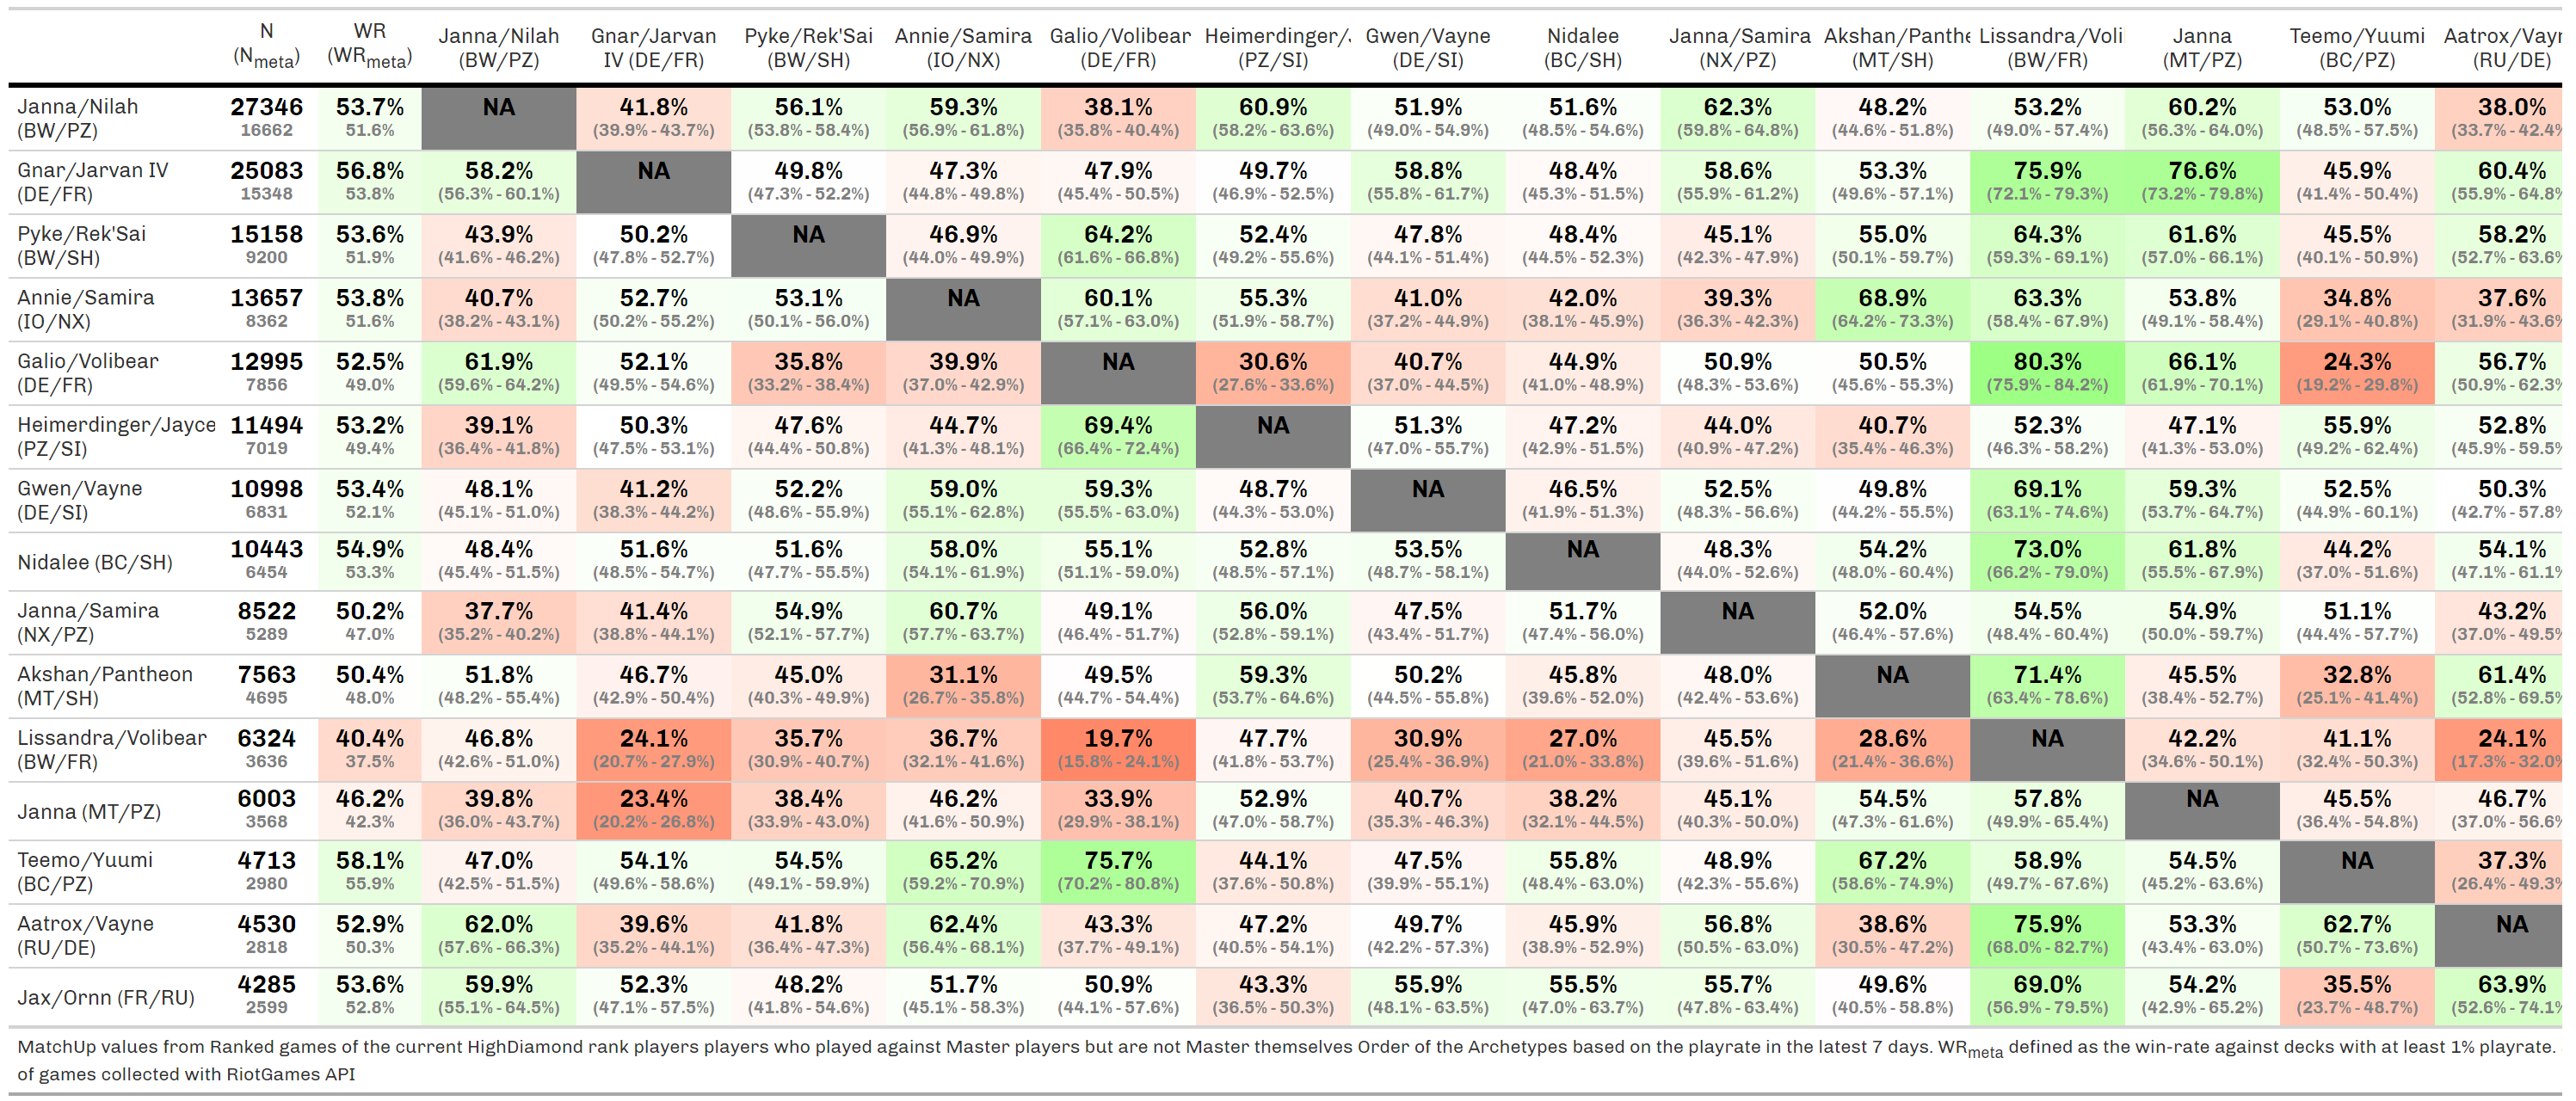 N WR Janna/Nilah Gnar/Jarvan Pyke/Rek'Sai Annie/Samira Galio/Volibear Heimerdinger/J Gwen/Vayne Nidalee Janna/Samira Akshan/Panthe Lissandra/Voli Janna Teemo/Yuumi Aatrox/Vayn
(Nmeta) (WRmeta) (BW/PZ) IV (DE/FR) (BW/SH) (IO/NX) (DE/FR) (PZ/SI) (DE/SI) (BC/SH) (NX/PZ) (MT/SH) (BW/FR) (MT/PZ) (BC/PZ) (RU/DE)
Janna/Nilah 27346 53.7% NA 41.8% 56.1% 59.3% 38.1% 60.9% 51.9% 51.6% 62.3% 48.2% 53.2% 60.2% 53.0% 38.0%
(BW/PZ) 16662 51.6% (39.9% - 43.7%) (53.8% - 58.4%) (56.9% - 61.8%) (35.8% - 40.4%) (58.2% - 63.6%) (49.0% - 54.9%) (48.5% - 54.6%) (59.8% - 64.8%) (44.6% - 51.8%) (49.0% - 57.4%) (56.3% - 64.0%) (48.5% - 57.5%) (33.7% - 42.4%
Gnar/Jarvan IV 25083 56.8% 58.2% NA 49.8% 47.3% 47.9% 49.7% 58.8% 48.4% 58.6% 53.3% 75.9% 76.6% 45.9% 60.4%
(DE/FR) 15348 53.8% (56.3% - 60.1%) (47.3% - 52.2%) (44.8% - 49.8%) (45.4% - 50.5%) (46.9% - 52.5%) (55.8% - 61.7%) (45.3% - 51.5%) (55.9% - 61.2%) (49.6% - 57.1%) (72.1% - 79.3%) (73.2% - 79.8%) (41.4% - 50.4%) (55.9% - 64.8%
Pyke/Rek'Sai 15158 53.6% 43.9% 50.2% NA 46.9% 64.2% 52.4% 47.8% 48.4% 45.1% 55.0% 64.3% 61.6% 45.5% 58.2%
(BW/SH) 9200 51.9% (41.6% - 46.2%) (47.8% - 52.7%) (44.0% - 49.9%) (61.6% - 66.8%) (49.2% - 55.6%) (44.1% - 51.4%) (44.5% - 52.3%) (42.3% - 47.9%) (50.1% - 59.7%) (59.3% - 69.1%) (57.0% - 66.1%) (40.1% - 50.9%) (52.7% - 63.6%
Annie/Samira 13657 53.8% 40.7% 52.7% 53.1% NA 60.1% 55.3% 41.0% 42.0% 39.3% 68.9% 63.3% 53.8% 34.8% 37.6%
(IO/NX) 8362 51.6% (38.2% - 43.1%) (50.2% - 55.2%) (50.1% - 56.0%) (57.1% - 63.0%) (51.9% - 58.7%) (37.2% - 44.9%) (38.1% - 45.9%) (36.3% - 42.3%) (64.2% - 73.3%) (58.4% - 67.9%) (49.1% - 58.4%) (29.1% - 40.8%) (31.9% - 43.6%
Galio/Volibear 12995 52.5% 61.9% 52.1% 35.8% 39.9% NA 30.6% 40.7% 44.9% 50.9% 50.5% 80.3% 66.1% 24.3% 56.7%
(DE/FR) 7856 49.0% (59.6% - 64.2%) (49.5% - 54.6%) (33.2% - 38.4%) (37.0% - 42.9%) (27.6% - 33.6%) (37.0% - 44.5%) (41.0% - 48.9%) (48.3% - 53.6%) (45.6% - 55.3%) (75.9% - 84.2%) (61.9% - 70.1%) (19.2% - 29.8%) (50.9% - 62.3%
Heimerdinger/Jayce 11494 53.2% 39.1% 50.3% 47.6% 44.7% 69.4% NA 51.3% 47.2% 44.0% 40.7% 52.3% 47.1% 55.9% 52.8%
(PZ/SI) 7019 49.4% (36.4% - 41.8%) (47.5% - 53.1%) (44.4% - 50.8%) (41.3% - 48.1%) (66.4% - 72.4%) (47.0% - 55.7%) (42.9% - 51.5%) (40.9% - 47.2%) (35.4% - 46.3%) (46.3% - 58.2%) (41.3% - 53.0%) (49.2% - 62.4%) (45.9% - 59.5%
Gwen/Vayne 10998 53.4% 48.1% 41.2% 52.2% 59.0% 59.3% 48.7% NA 46.5% 52.5% 49.8% 69.1% 59.3% 52.5% 50.3%
(DE/SI) 6831 52.1% (45.1% - 51.0%) (38.3% - 44.2%) (48.6% - 55.9%) (55.1% - 62.8%) (55.5% - 63.0%) (44.3% - 53.0%) (41.9% - 51.3%) (48.3% - 56.6%) (44.2% - 55.5%) (63.1% - 74.6%) (53.7% - 64.7%) (44.9% - 60.1%) (42.7% - 57.8%
Nidalee (BC/SH) 10443 54.9% 48.4% 51.6% 51.6% 58.0% 55.1% 52.8% 53.5% NA 48.3% 54.2% 73.0% 61.8% 44.2% 54.1%
6454 53.3% (45.4% - 51.5%) (48.5% - 54.7%) (47.7% - 55.5%) (54.1% - 61.9%) (51.1% - 59.0%) (48.5% - 57.1%) (48.7% - 58.1%) (44.0% - 52.6%) (48.0% - 60.4%) (66.2% - 79.0%) (55.5% - 67.9%) (37.0% - 51.6%) (47.1% - 61.1%
Janna/Samira 8522 50.2% 37.7% 41.4% 54.9% 60.7% 49.1% 56.0% 47.5% 51.7% NA 52.0% 54.5% 54.9% 51.1% 43.2%
(NX/PZ) 5289 47.0% (35.2% - 40.2%) (38.8% - 44.1%) (52.1% - 57.7%) (57.7% - 63.7%) (46.4% - 51.7%) (52.8% - 59.1%) (43.4% - 51.7%) (47.4% - 56.0%) (46.4% - 57.6%) (48.4% - 60.4%) (50.0% - 59.7%) (44.4% - 57.7%) (37.0% - 49.5%
Akshan/Pantheon 7563 50.4% 51.8% 46.7% 45.0% 31.1% 49.5% 59.3% 50.2% 45.8% 48.0% NA 71.4% 45.5% 32.8% 61.4%
(MT/SH) 4695 48.0% (48.2% - 55.4%) (42.9% - 50.4%) (40.3% - 49.9%) (26.7% - 35.8%) (44.7% - 54.4%) (53.7% - 64.6%) (44.5% - 55.8%) (39.6% - 52.0%) (42.4% - 53.6%) (63.4% - 78.6%) (38.4% - 52.7%) (25.1% - 41.4%) (52.8% - 69.5%
Lissandra/Volibear 6324 40.4% 46.8% 24.1% 35.7% 36.7% 19.7% 47.7% 30.9% 27.0% 45.5% 28.6% NA 42.2% 41.1% 24.1%
(BW/FR) 3636 37.5% (42.6% - 51.0%) (20.7% - 27.9%) (30.9% - 40.7%) (32.1% - 41.6%) (15.8% - 24.1%) (41.8% - 53.7%) (25.4% - 36.9%) (21.0% - 33.8%) (39.6% - 51.6%) (21.4% - 36.6%) (34.6% - 50.1%) (32.4% - 50.3%) (17.3% - 32.0%
Janna (MT/PZ) 6003 46.2% 39.8% 23.4% 38.4% 46.2% 33.9% 52.9% 40.7% 38.2% 45.1% 54.5% 57.8% NA 45.5% 46.7%
3568 42.3% (36.0% - 43.7%) (20.2% - 26.8%) (33.9% - 43.0%) (41.6% - 50.9%) (29.9% - 38.1%) (47.0% - 58.7%) (35.3% - 46.3%) (32.1% - 44.5%) (40.3% - 50.0%) (47.3% - 61.6%) (49.9% - 65.4%) (36.4% - 54.8%) (37.0% - 56.6%
Teemo/Yuumi 4713 58.1% 47.0% 54.1% 54.5% 65.2% 75.7% 44.1% 47.5% 55.8% 48.9% 67.2% 58.9% 54.5% NA 37.3%
(BC/PZ) 2980 55.9% (42.5% - 51.5%) (49.6% - 58.6%) (49.1% - 59.9%) (59.2% - 70.9%) (70.2% - 80.8%) (37.6% - 50.8%) (39.9% - 55.1%) (48.4% - 63.0%) (42.3% - 55.6%) (58.6% - 74.9%) (49.7% - 67.6%) (45.2% - 63.6%) (26.4% - 49.3%
Aatrox/Vayne 4530 52.9% 62.0% 39.6% 41.8% 62.4% 43.3% 47.2% 49.7% 45.9% 56.8% 38.6% 75.9% 53.3% 62.7% NA
(RU/DE) 2818 50.3% (57.6% - 66.3%) (35.2% - 44.1%) (36.4% - 47.3%) (56.4% - 68.1%) (37.7% - 49.1%) (40.5% - 54.1%) (42.2% - 57.3%) (38.9% - 52.9%) (50.5% - 63.0%) (30.5% - 47.2%) (68.0% - 82.7%) (43.4% - 63.0%) (50.7% - 73.6%)
Jax/Ornn (FR/RU) 4285 53.6% 59.9% 52.3% 48.2% 51.7% 50.9% 43.3% 55.9% 55.5% 55.7% 49.6% 69.0% 54.2% 35.5% 63.9%
2599 52.8% (55.1% - 64.5%) (47.1% - 57.5%) (41.8% - 54.6%) (45.1% - 58.3%) (44.1% - 57.6%) (36.5% - 50.3%) (48.1% - 63.5%) (47.0% - 63.7%) (47.8% - 63.4%) (40.5% - 58.8%) (56.9% - 79.5%) (42.9% - 65.2%) (23.7% - 48.7%) (52.6% - 74.1%
MatchUp values from Ranked games of the current HighDiamond rank players players who played against Master players but are not Master themselves Order of the Archetypes based on the playrate in the latest 7 days. WRmeta defined as the win-rate against decks with at least 1% playrate.
of games collected with RiotGames API